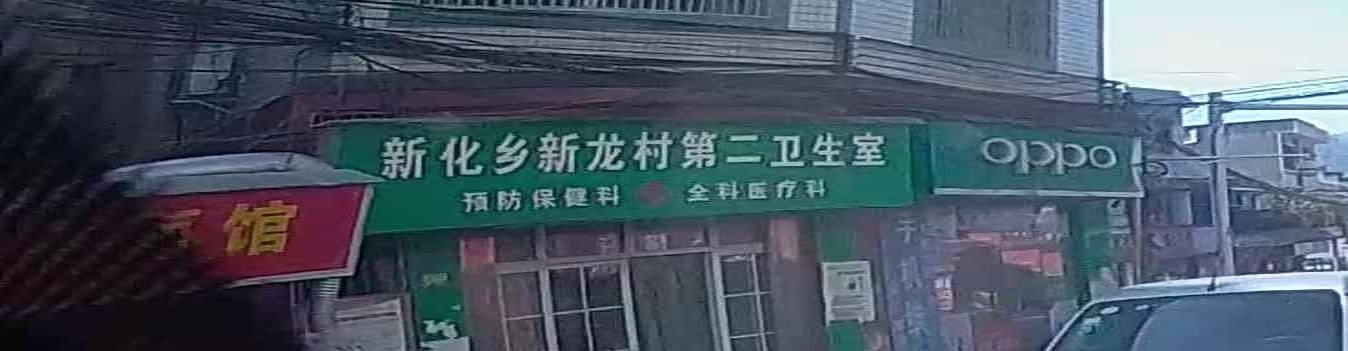 新化乡新龙村第二卫生室
预防保健科 全科医疗科
oppo
馆